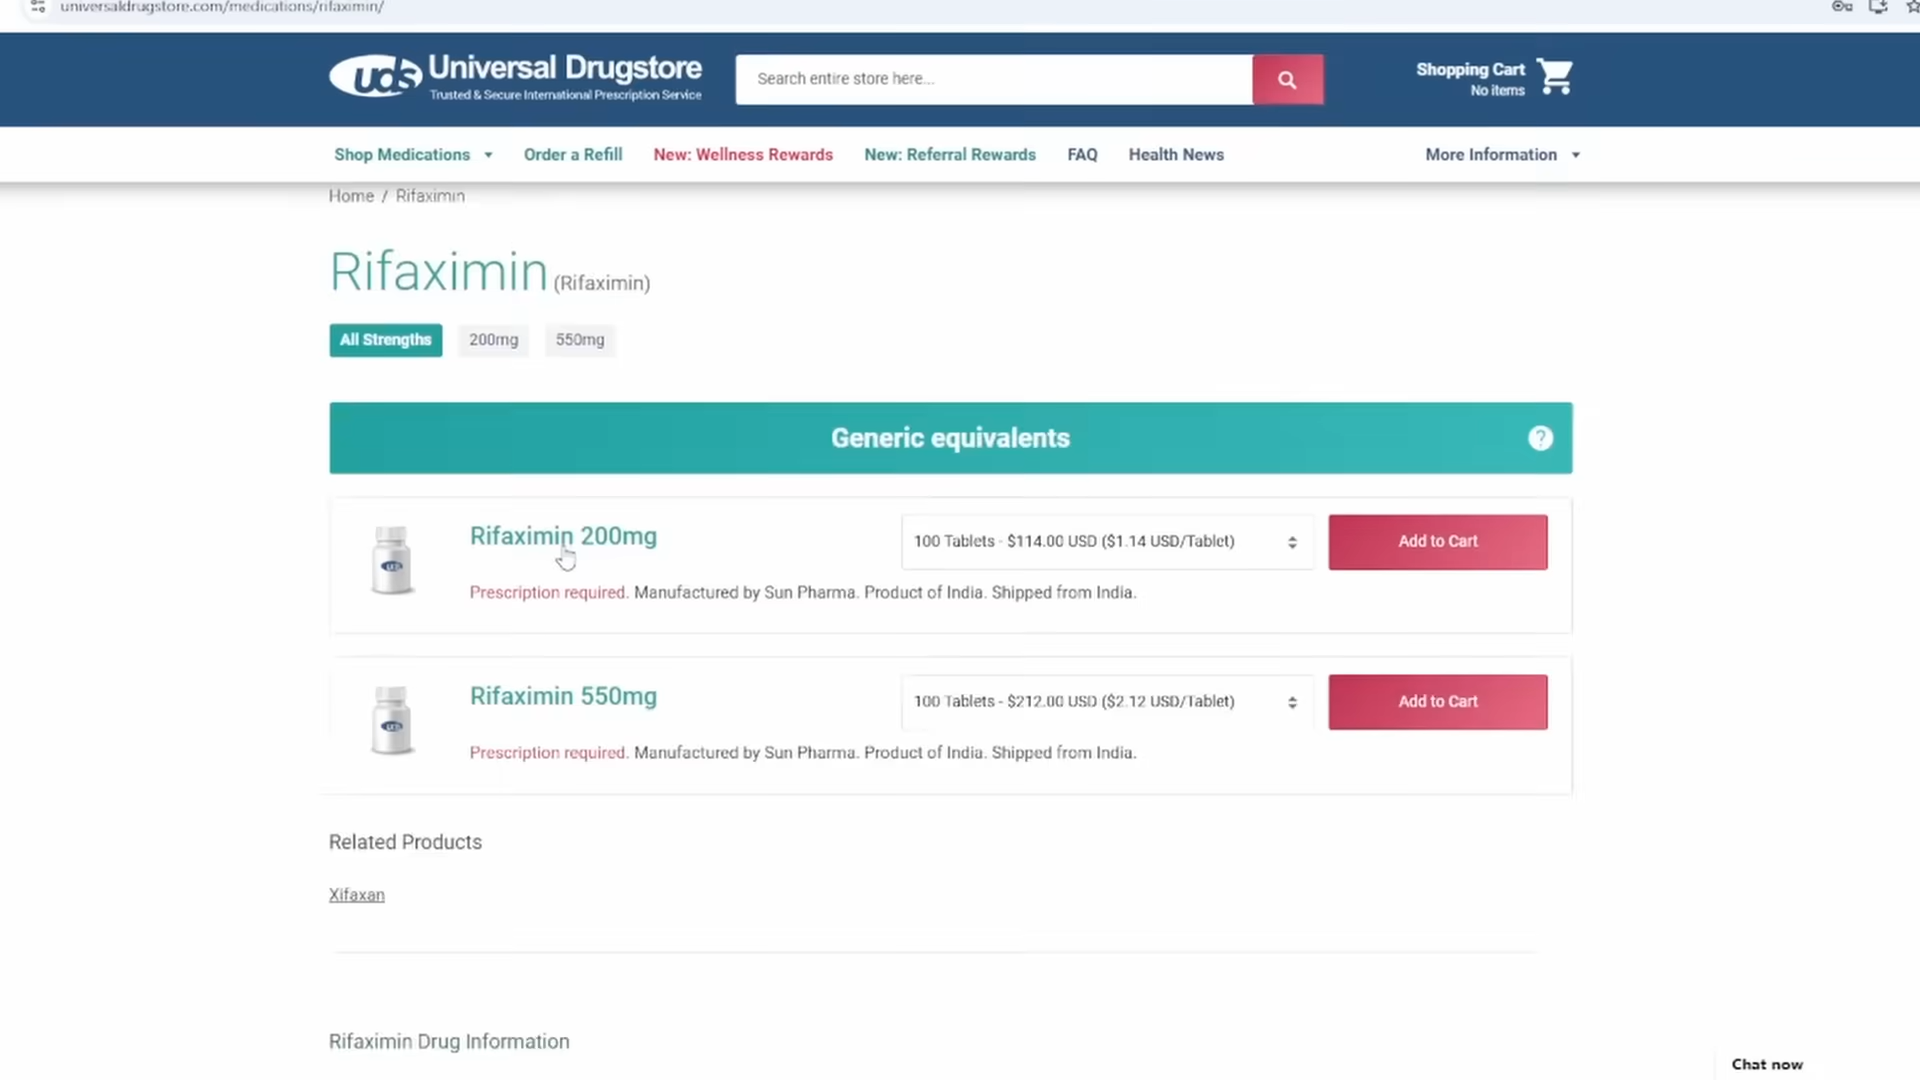 universaldrugstore.com/medications/rifaximin/
uds Universal Drugstore
Trusted & Secure International Prescription Service
Search entire store here...
Shopping Cart
No items
Shop Medications
Order a Refill
New: Wellness Rewards
New: Referral Rewards
FAQ
Health News
More Information
Home / Rifaximin
Rifaximin (Rifaximin)
All Strengths
200mg
550mg
Generic equivalents
?
uds
Rifaximin 200mg
100 Tablets - $114.00 USD ($1.14 USD/Tablet)
Add to Cart
Prescription required. Manufactured by Sun Pharma. Product of India. Shipped from India.
uds
Rifaximin 550mg
100 Tablets - $212.00 USD ($2.12 USD/Tablet)
Add to Cart
Prescription required. Manufactured by Sun Pharma. Product of India. Shipped from India.
Related Products
Xifaxan
Rifaximin Drug Information
Chat now